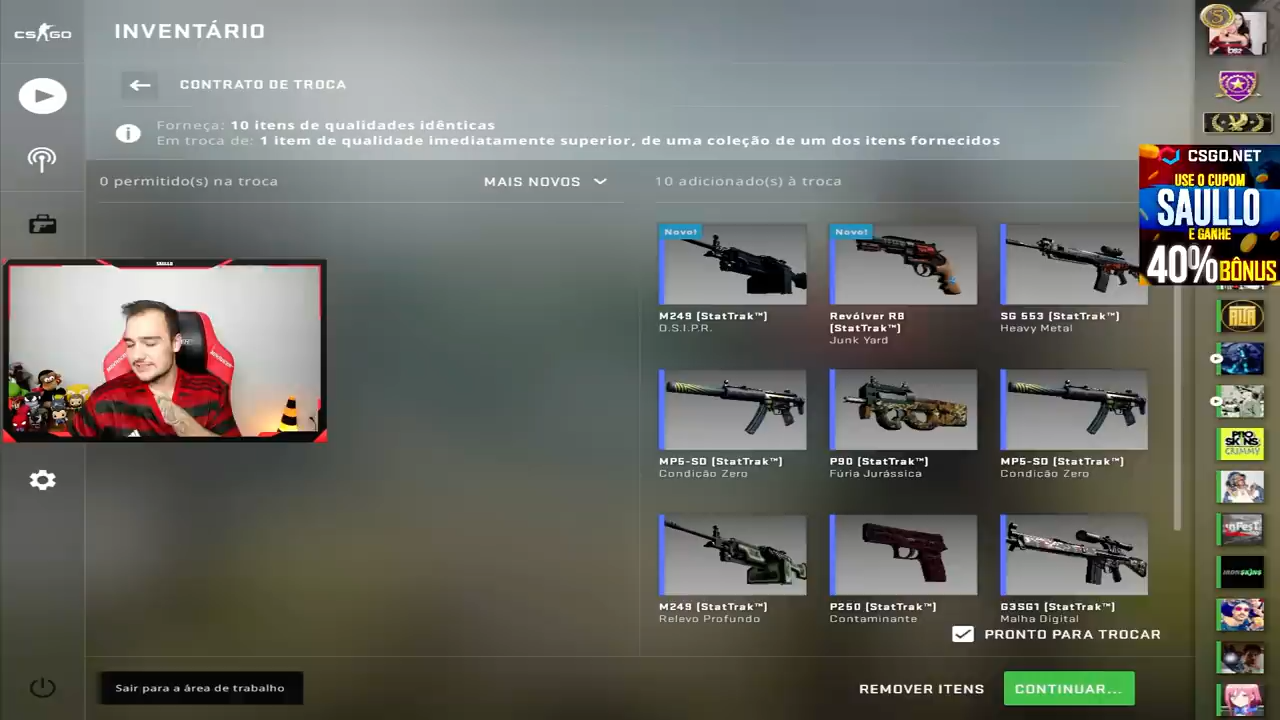 CS:GO
INVENTÁRIO
CONTRATO DE TROCA
Forneça: 10 itens de qualidades idênticas
Em troca de: 1 item de qualidade imediatamente superior, de uma coleção de um dos itens fornecidos
0 permitido(s) na troca
MAIS NOVOS
10 adicionado(s) à troca
CSGO.NET
USE O CUPOM
SAULLO
E GANHE
40% BÔNUS
Novo!
M249 (StatTrak™)
D.S.I.P.R.
Novo!
Revólver R8
(StatTrak™)
Junk Yard
SG 553 (StatTrak™)
Heavy Metal
SAULLO
MP5-SD (StatTrak™)
Condição Zero
P90 (StatTrak™)
Fúria Jurássica
MP5-SD (StatTrak™)
Condição Zero
M249 (StatTrak™)
Relevo Profundo
P250 (StatTrak™)
Contaminante
G3SG1 (StatTrak™)
Malha Digital
PRONTO PARA TROCAR
Sair para a área de trabalho
REMOVER ITENS
CONTINUAR...
5
PRO
SKINS
CRIMMY